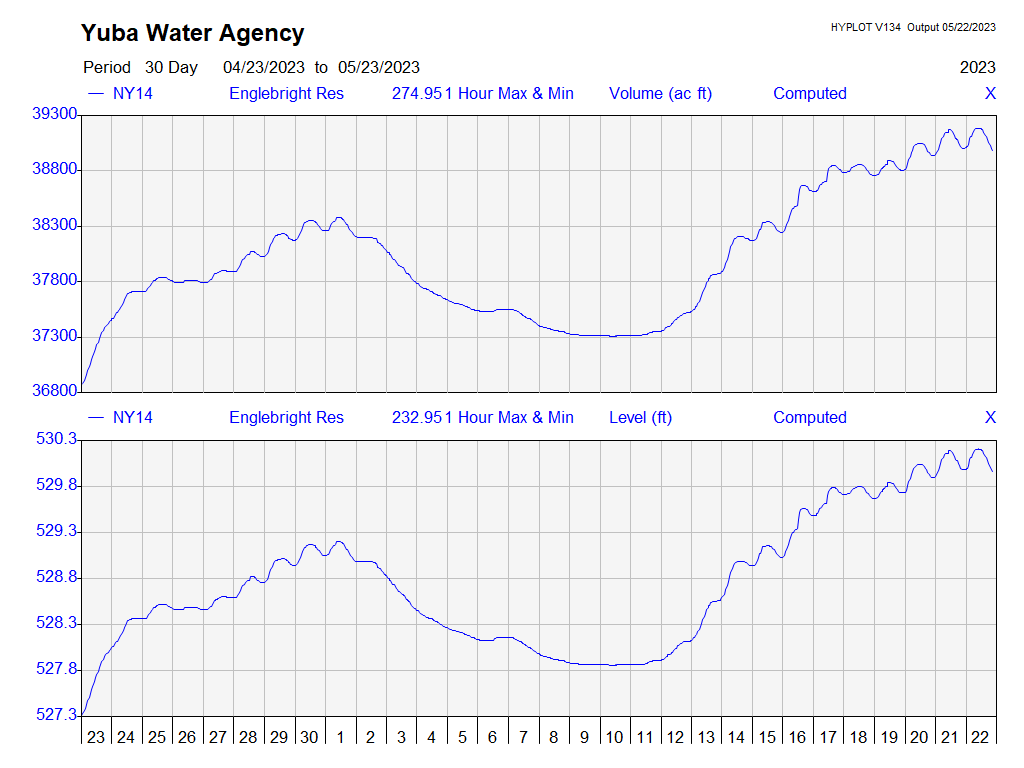 Yuba Water Agency
HYPLOT V134 Output 05/22/2023
Period 30 Day 04/23/2023 to 05/23/2023 2023
NY14 Englebright Res 274.951 Hour Max & Min Volume (ac ft) Computed X
39300
38800
38300
37800
37300
36800
NY14 Englebright Res 232.951 Hour Max & Min Level (ft) Computed X
530.3
529.8
529.3
528.8
528.3
527.8
527.3
23 24 25 26 27 28 29 30 1 2 3 4 5 6 7 8 9 10 11 12 13 14 15 16 17 18 19 20 21 22